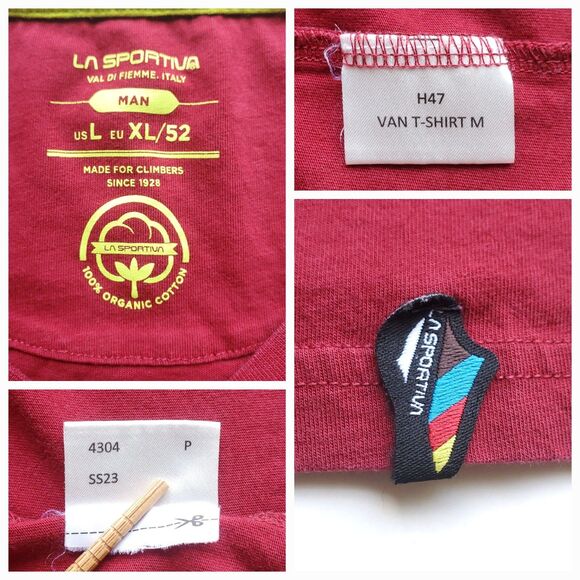 LA SPORTIVA
VAL DI FIEMME. ITALY
MAN
US L EU XL/52
MADE FOR CLIMBERS
SINCE 1928
LA SPORTIVA
100% ORGANIC COTTON
H47
VAN T-SHIRT M
4304 P
SS23
LA SPORTIVA